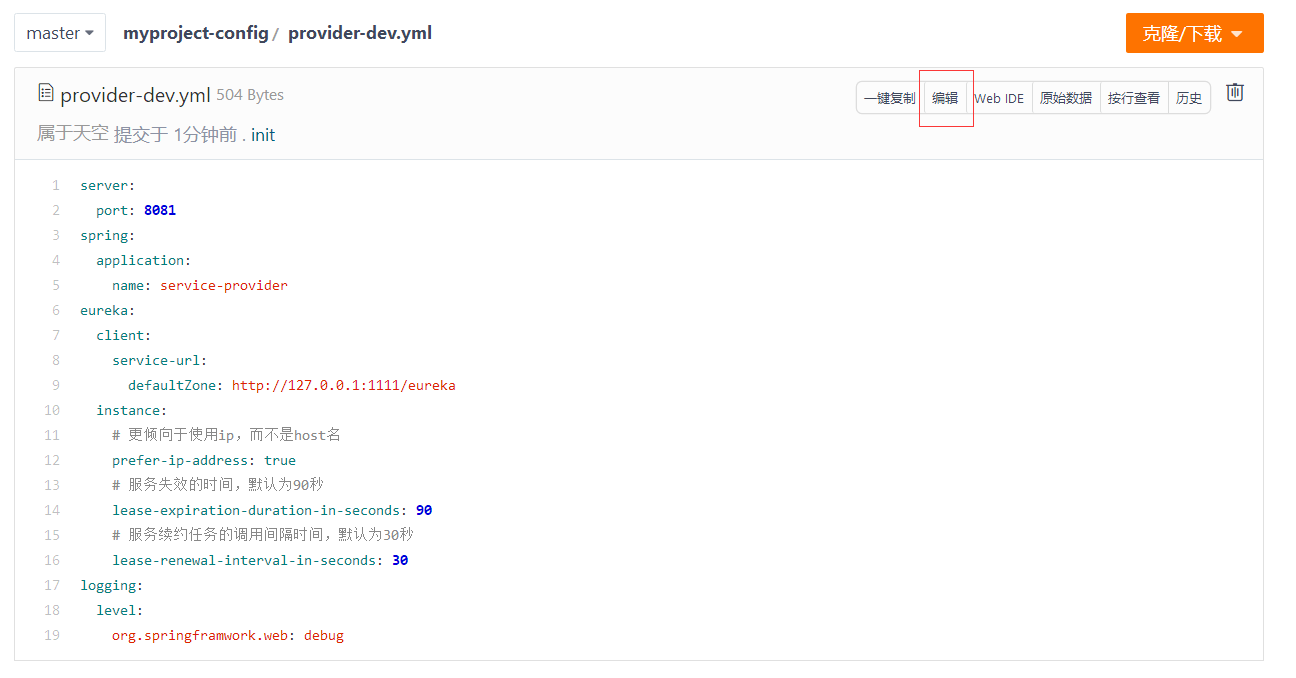 master
myproject-config / provider-dev.yml
克隆/下载
provider-dev.yml 504 Bytes
一键复制 编辑 Web IDE 原始数据 按行查看 历史
属于天空 提交于 1分钟前 . init
1 server:
2   port: 8081
3 spring:
4   application:
5     name: service-provider
6 eureka:
7   client:
8     service-url:
9       defaultZone: http://127.0.0.1:1111/eureka
10   instance:
11     # 更倾向于使用ip，而不是host名
12     prefer-ip-address: true
13     # 服务失效的时间，默认为90秒
14     lease-expiration-duration-in-seconds: 90
15     # 服务续约任务的调用间隔时间，默认为30秒
16     lease-renewal-interval-in-seconds: 30
17 logging:
18   level:
19     org.springframwork.web: debug